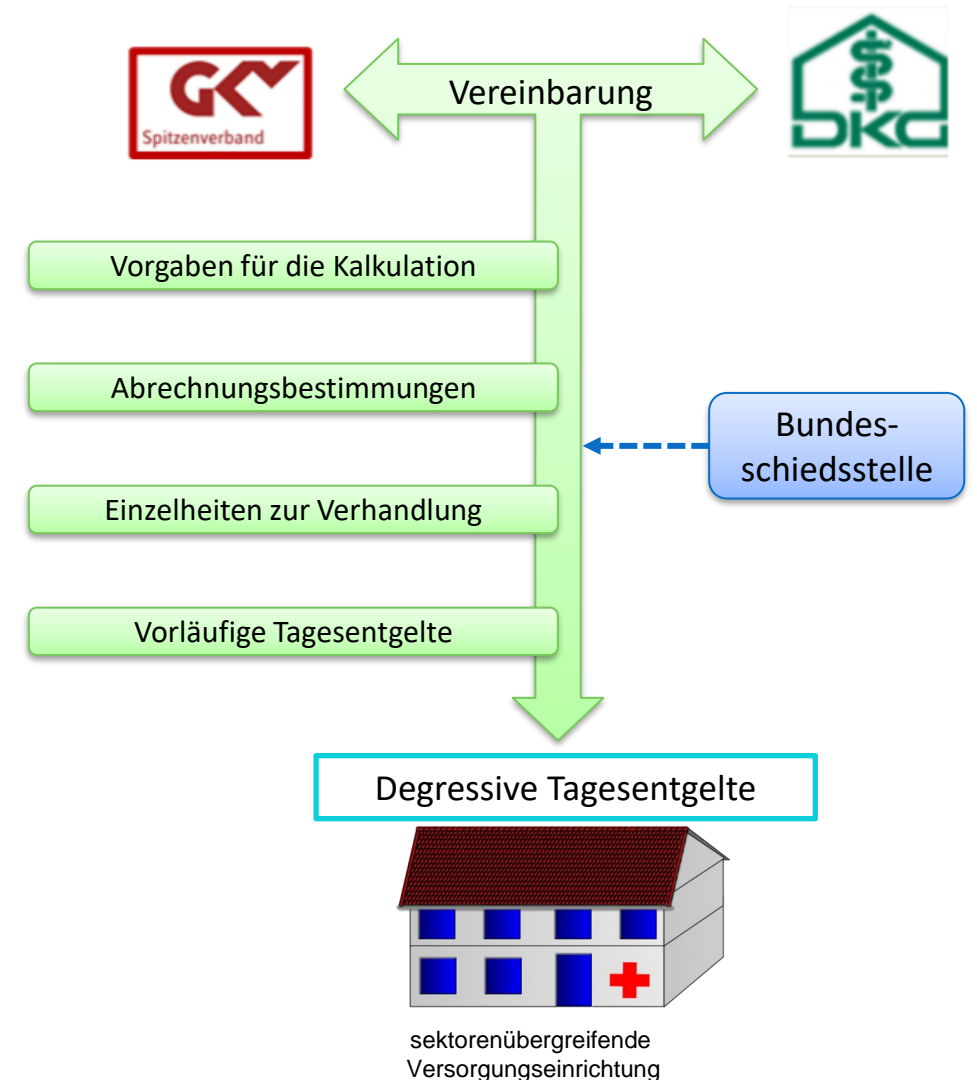 GKV
Spitzenverband
Vereinbarung
DKG
Vorgaben für die Kalkulation
Abrechnungsbestimmungen
Bundes-
schiedsstelle
Einzelheiten zur Verhandlung
Vorläufige Tagesentgelte
Degressive Tagesentgelte
sektorenübergreifende
Versorgungseinrichtung